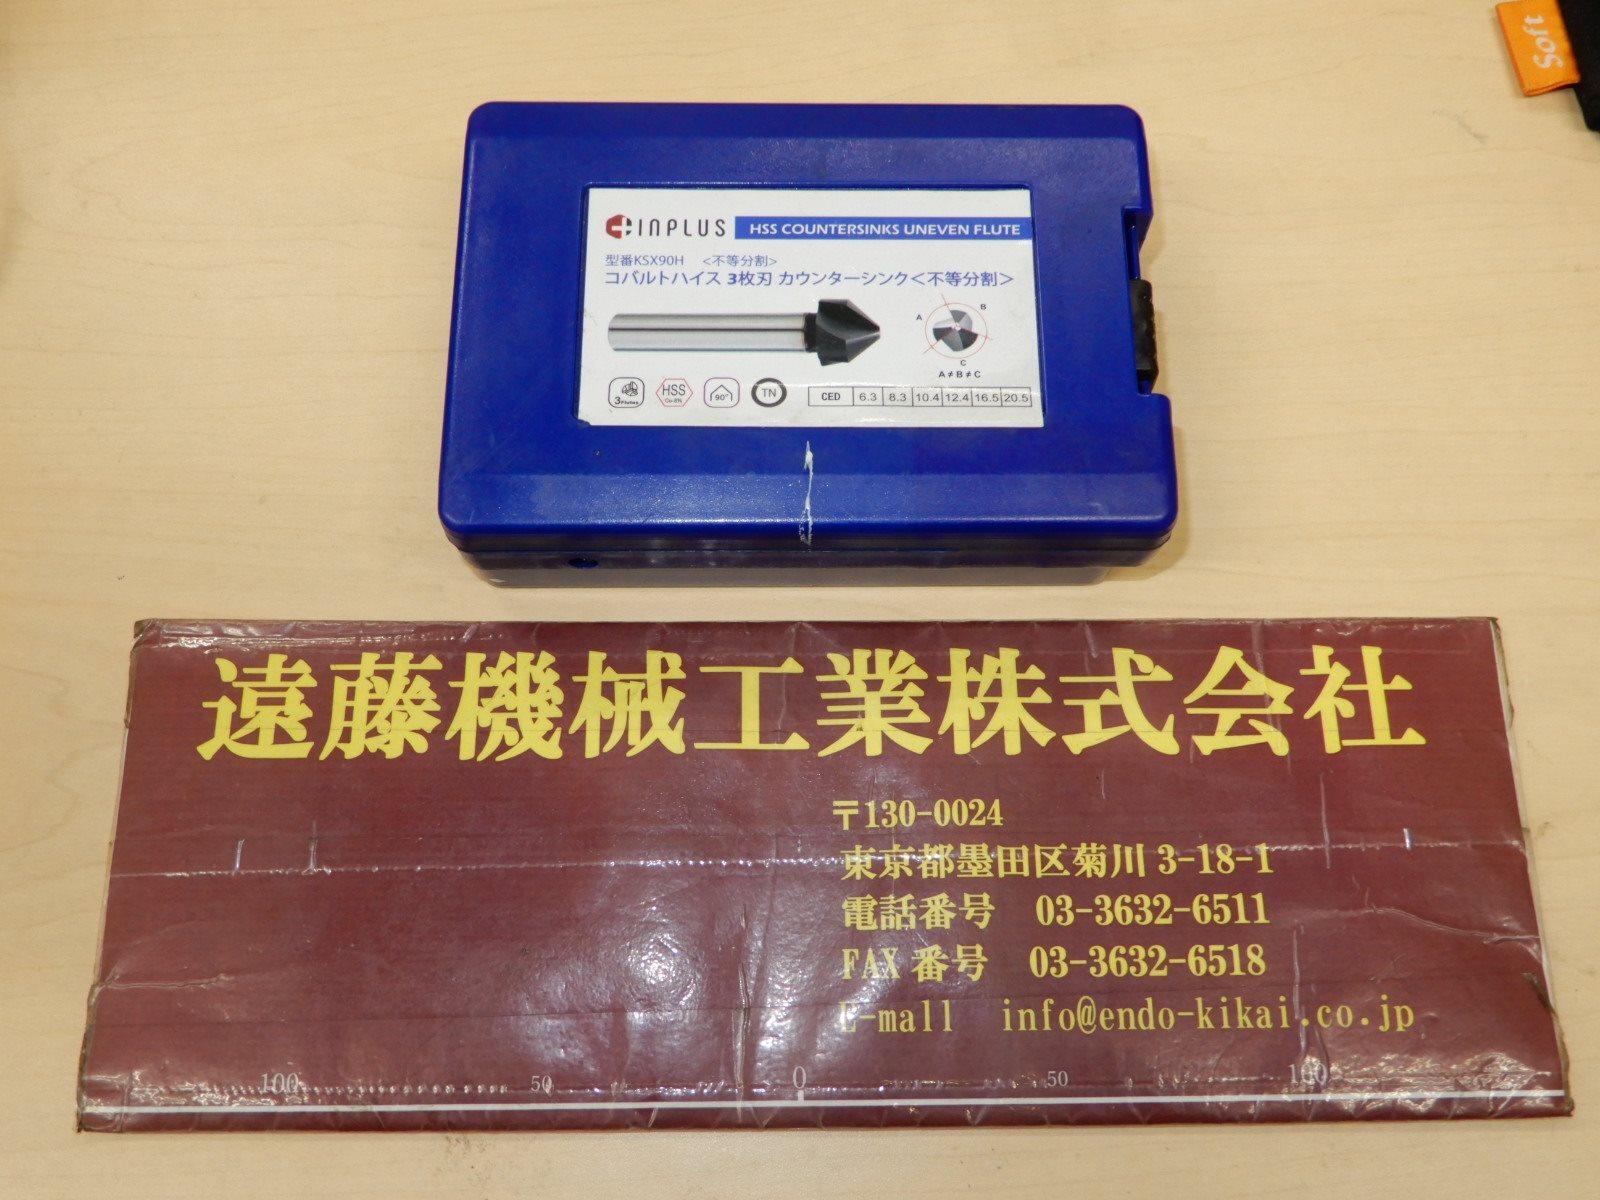 Soft
INPLUS HSS COUNTERSINKS UNEVEN FLUTE
型番KSX90H <不等分割>
コバルトハイス 3枚刃 カウンターシンク<不等分割>
A B
C
A≠B≠C
3Flutes HSS Co-8% 90° TN CED 6.3 8.3 10.4 12.4 16.5 20.5
遠藤機械工業株式会社
〒130-0024
東京都墨田区菊川 3-18-1
電話番号 03-3632-6511
FAX 番号 03-3632-6518
E-mall info@endo-kikai.co.jp
100 50 0 50 100